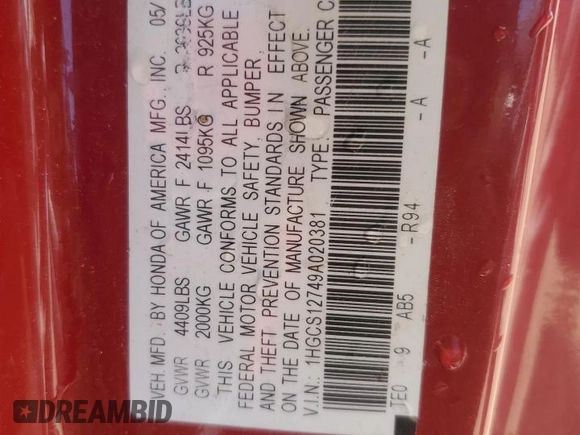 VEH. MFD. BY HONDA OF AMERICA MFG., INC. 05/
GVWR 4409LBS GAWR F 2414LBS R
GVWR 2000KG GAWR F 1095KG R 925KG
THIS VEHICLE CONFORMS TO ALL APPLICABLE
FEDERAL MOTOR VEHICLE SAFETY, BUMPER,
AND THEFT PREVENTION STANDARDS IN EFFECT
ON THE DATE OF MANUFACTURE SHOWN ABOVE.
V.I.N.: 1HGCS12749A020381 TYPE: PASSENGER C
TE0 9 AB5 -R94 -A -A
DREAMBID